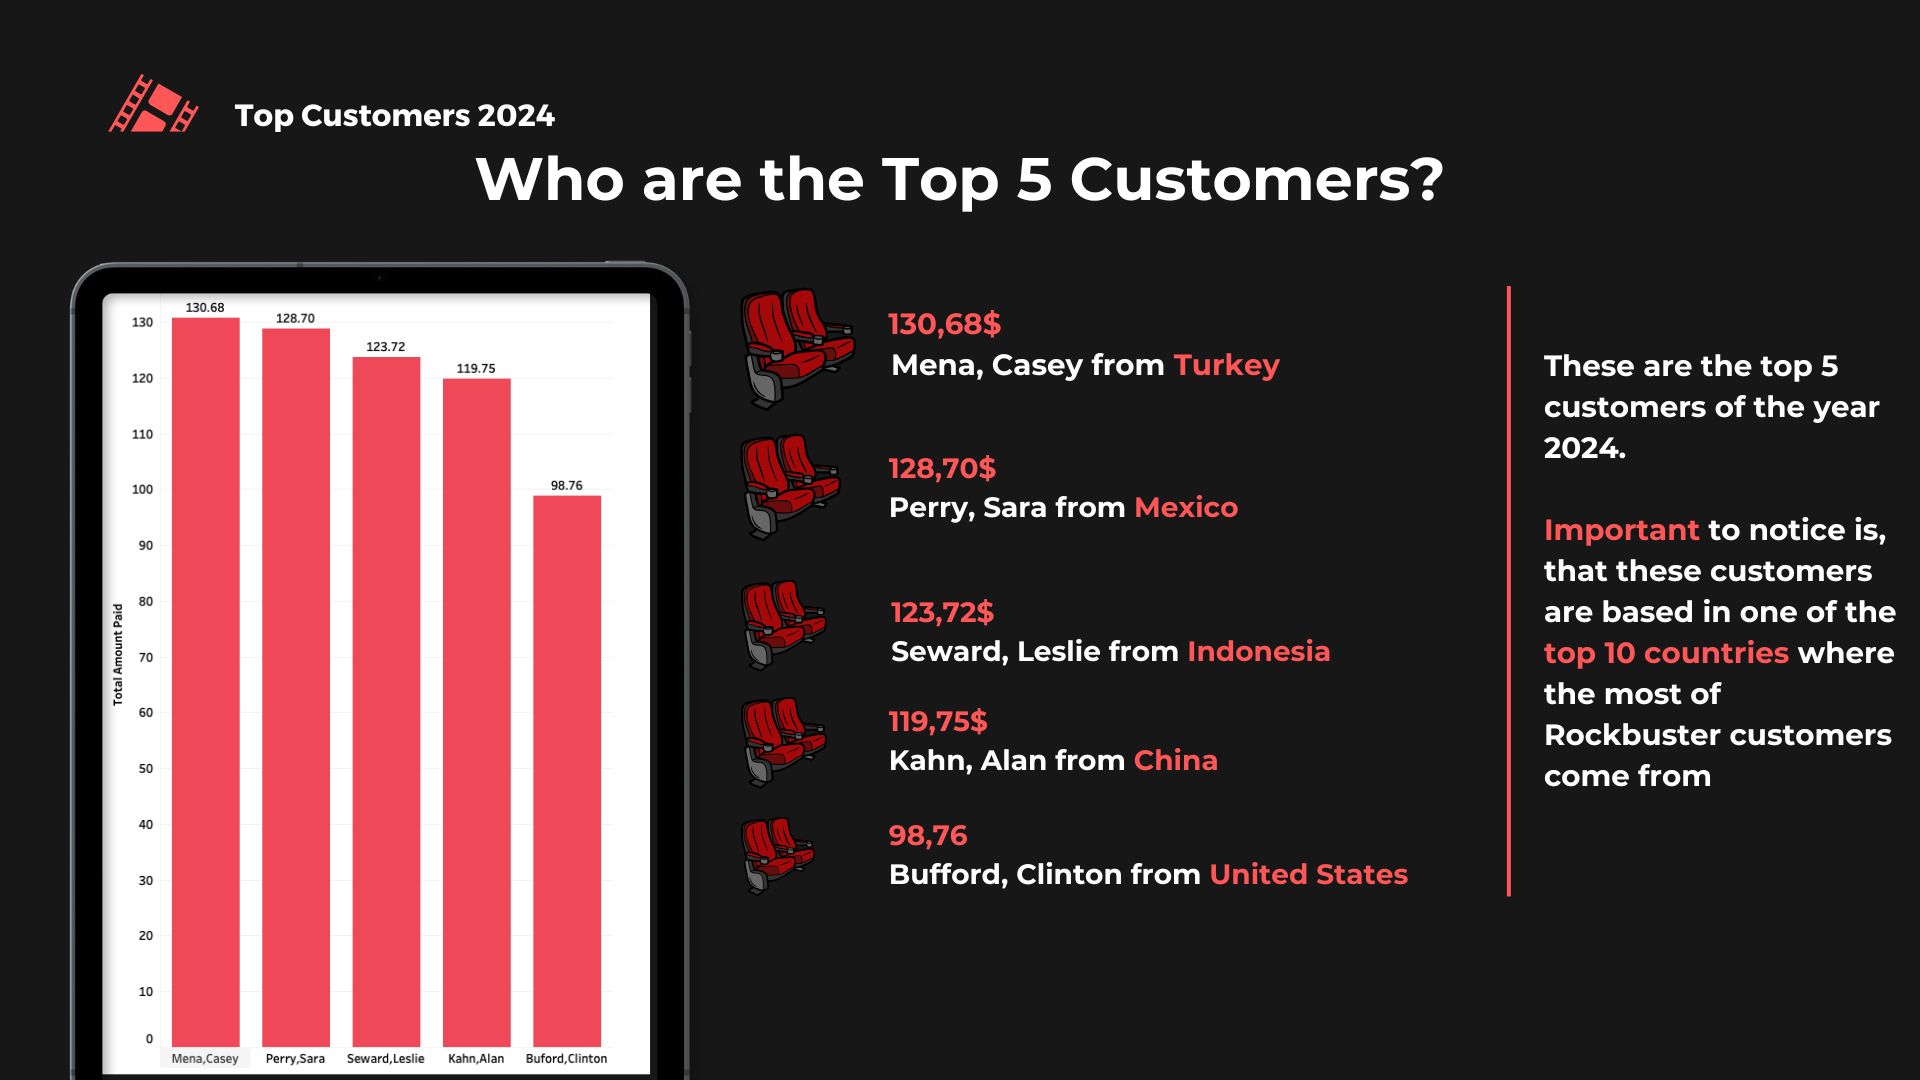 Top Customers 2024
Who are the Top 5 Customers?
130.68
128.70
123.72
119.75
98.76
130
120
110
100
90
80
70
60
50
40
30
20
10
0
Total Amount Paid
Mena,Casey
Perry,Sara
Seward,Leslie
Kahn,Alan
Buford,Clinton
130,68$
Mena, Casey from Turkey
128,70$
Perry, Sara from Mexico
123,72$
Seward, Leslie from Indonesia
119,75$
Kahn, Alan from China
98,76
Bufford, Clinton from United States
These are the top 5
customers of the year
2024.
Important to notice is,
that these customers
are based in one of the
top 10 countries where
the most of
Rockbuster customers
come from